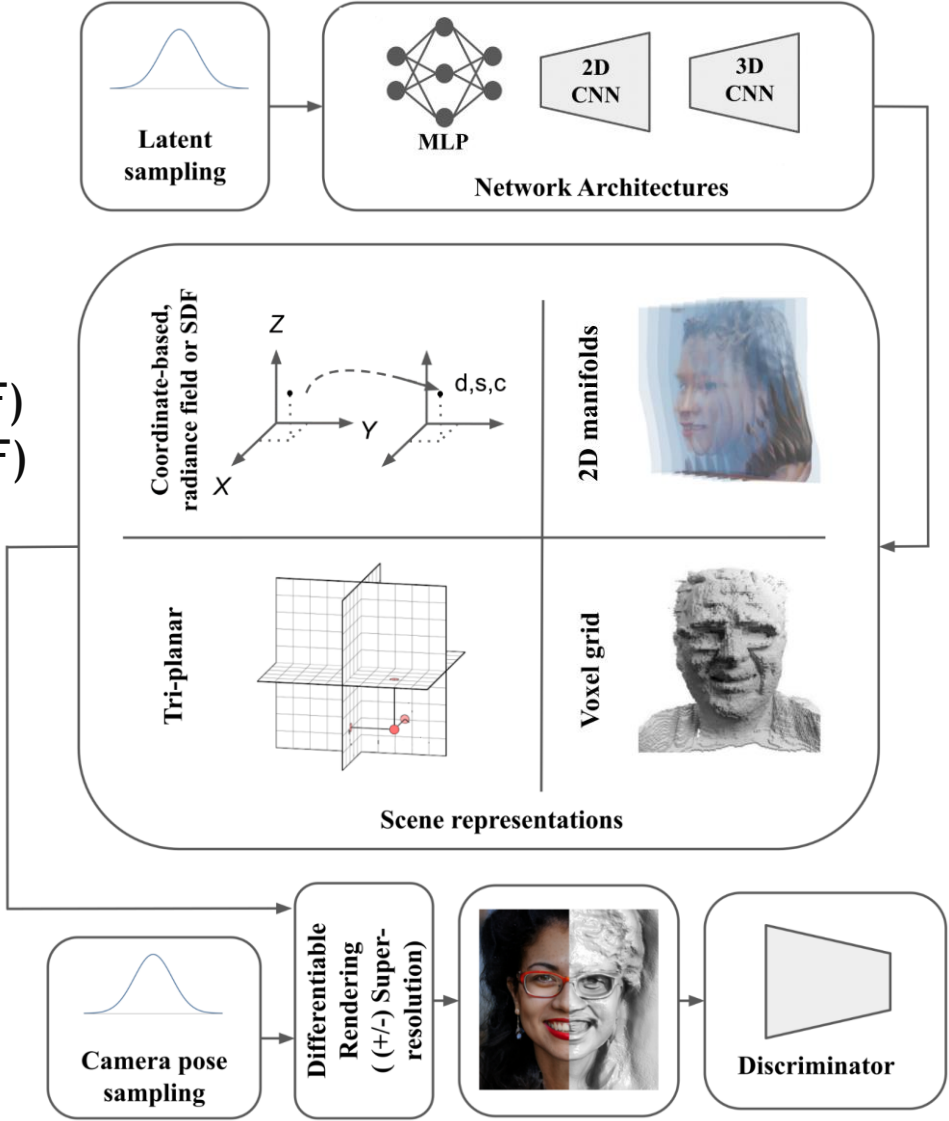 Latent
sampling
MLP
2D
CNN
3D
CNN
Network Architectures
Coordinate-based,
radiance field or SDF
Z
Y
X
d,s,c
2D manifolds
F)
F)
Tri-planar
Voxel grid
Scene representations
Camera pose
sampling
Differentiable
Rendering
( (+/-) Super-
resolution)
Discriminator